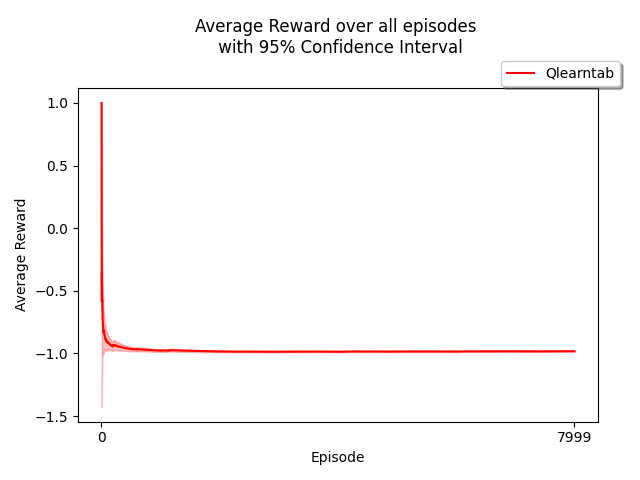 Average Reward over all episodes
with 95% Confidence Interval
Qlearntab
1.0
0.5
0.0
−0.5
−1.0
−1.5
Average Reward
0
7999
Episode